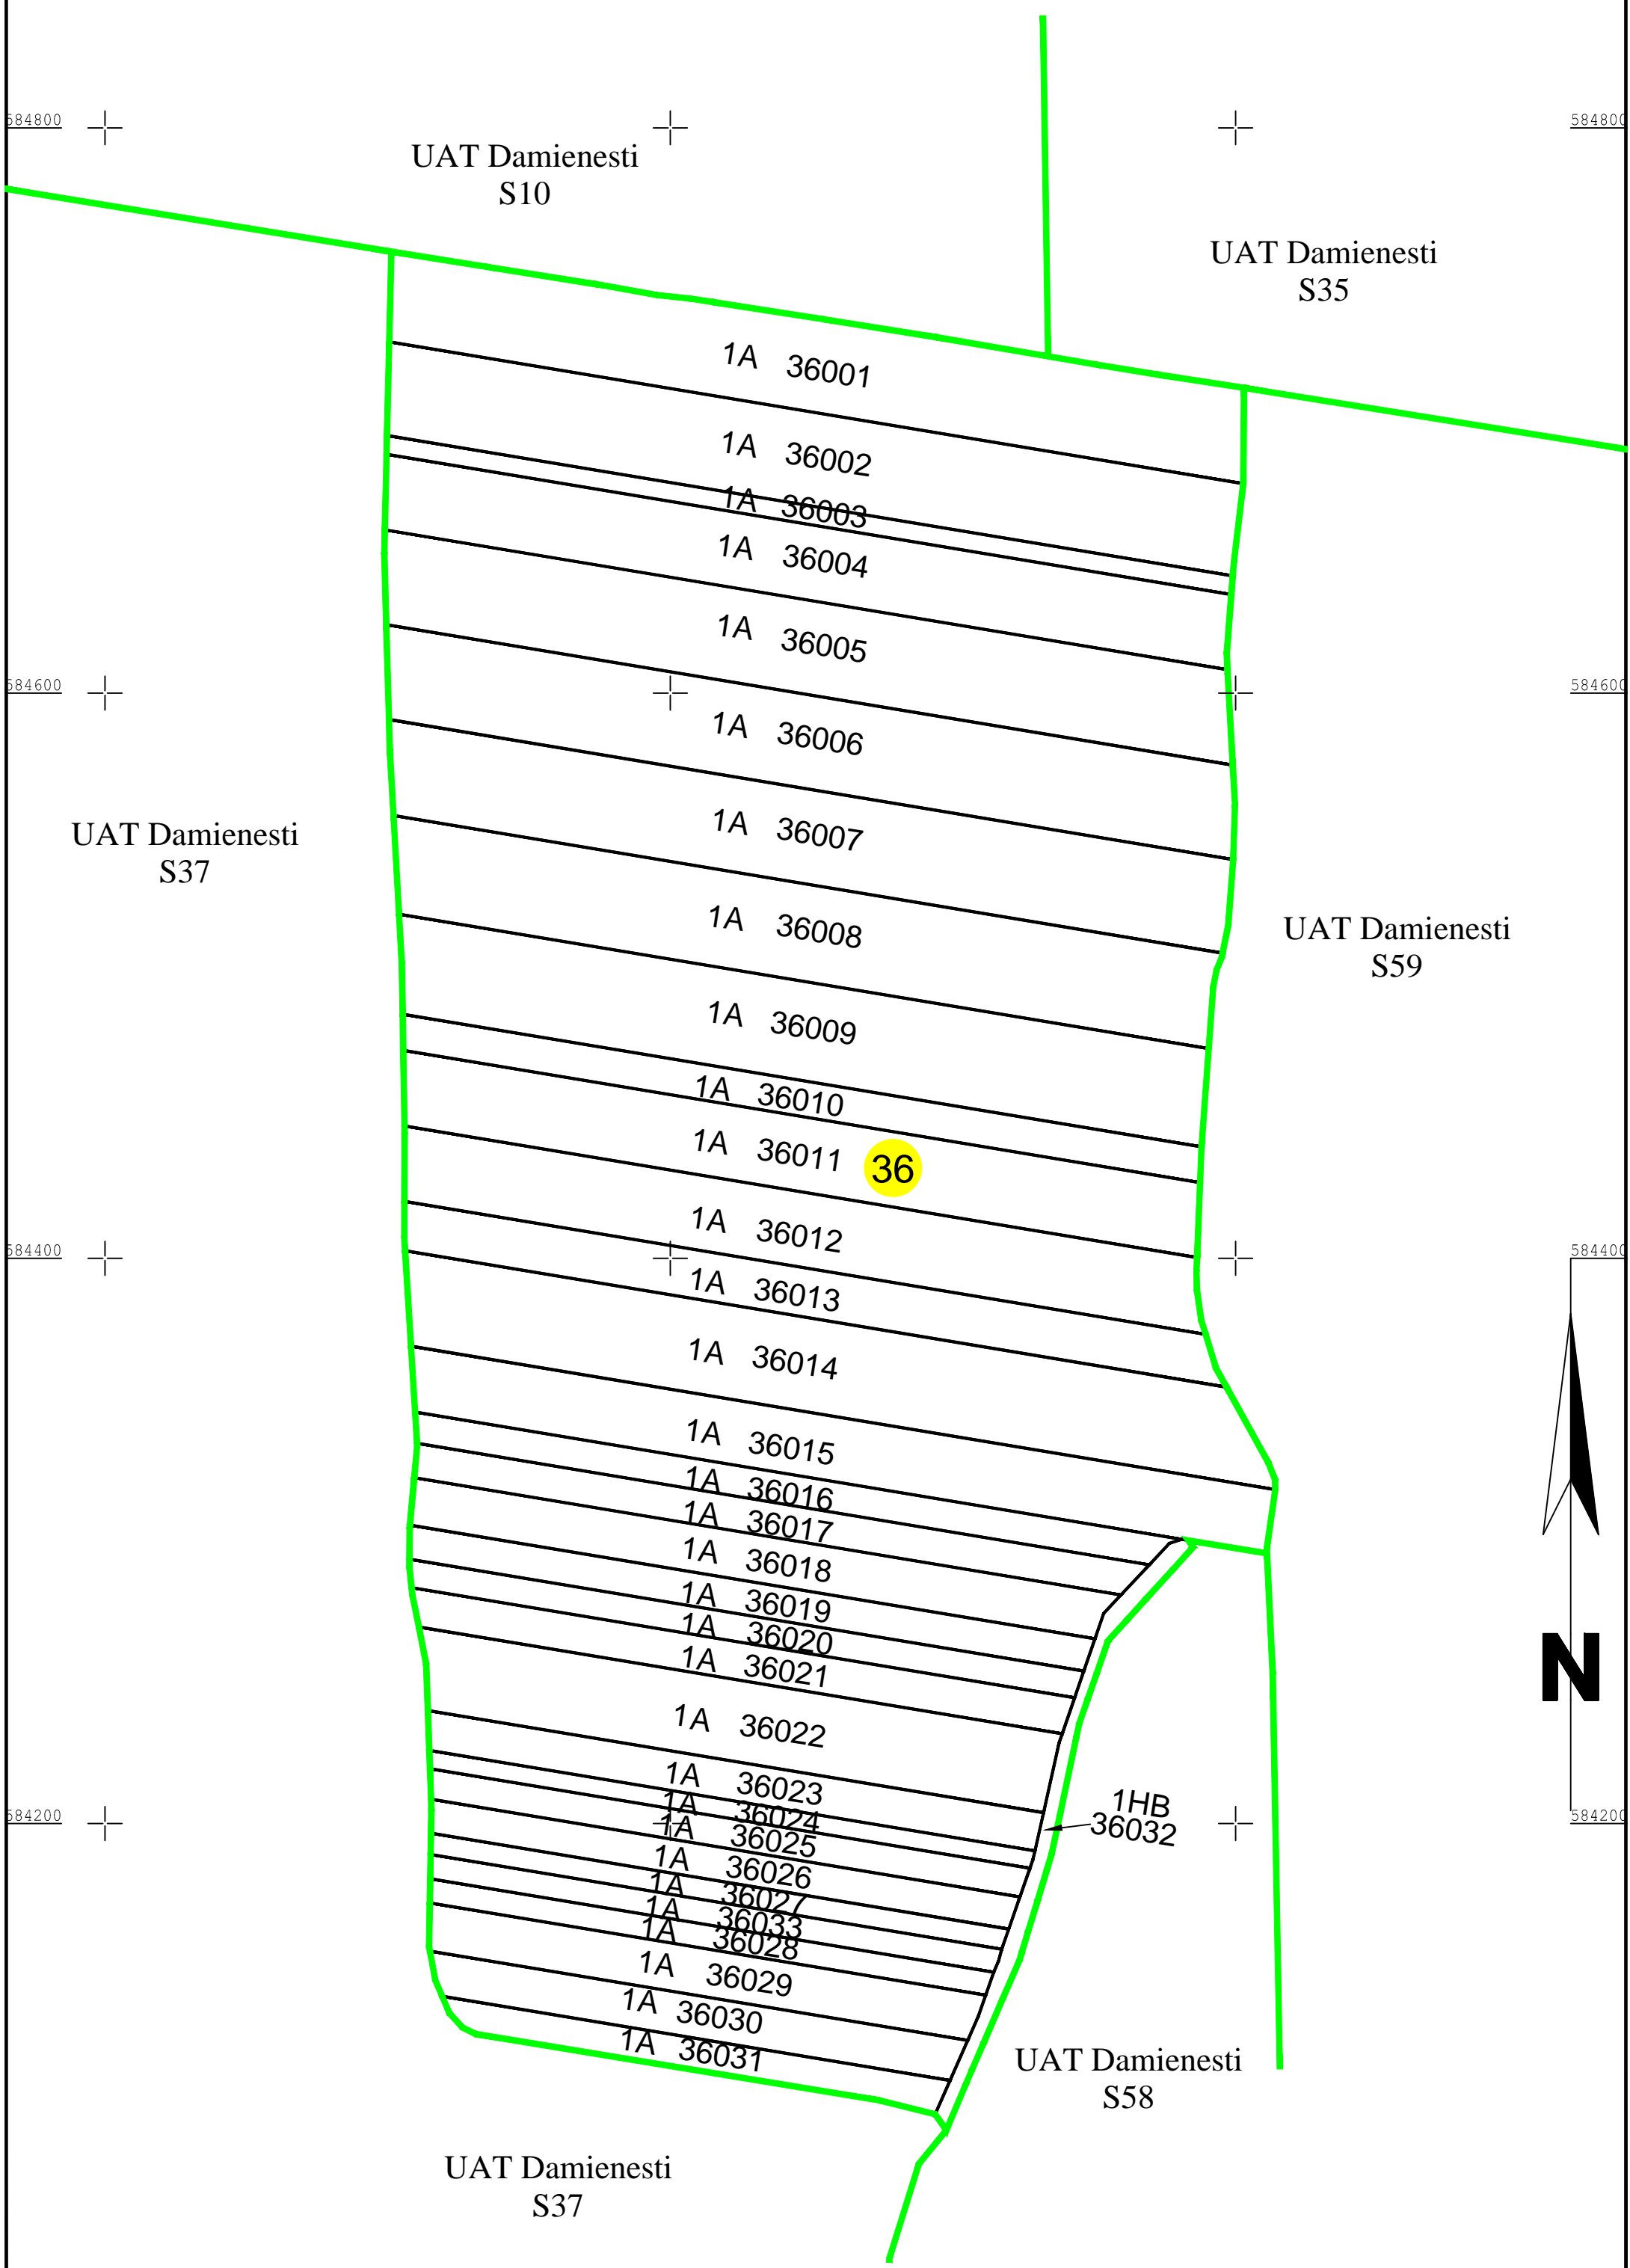 584800
584800
UAT Damienesti
S10
UAT Damienesti
S35
1A 36001
1A 36002
1A 36003
1A 36004
1A 36005
584600
584600
1A 36006
UAT Damienesti
S37
1A 36007
1A 36008
UAT Damienesti
S59
1A 36009
1A 36010
1A 36011
36
1A 36012
584400
584400
1A 36013
1A 36014
1A 36015
1A 36016
1A 36017
1A 36018
1A 36019
1A 36020
1A 36021
N
1A 36022
1A 36023
1HB
36032
584200
584200
1A 36024
1A 36025
1A 36026
1A 36027
1A 36033
1A 36028
1A 36029
1A 36030
1A 36031
UAT Damienesti
S58
UAT Damienesti
S37